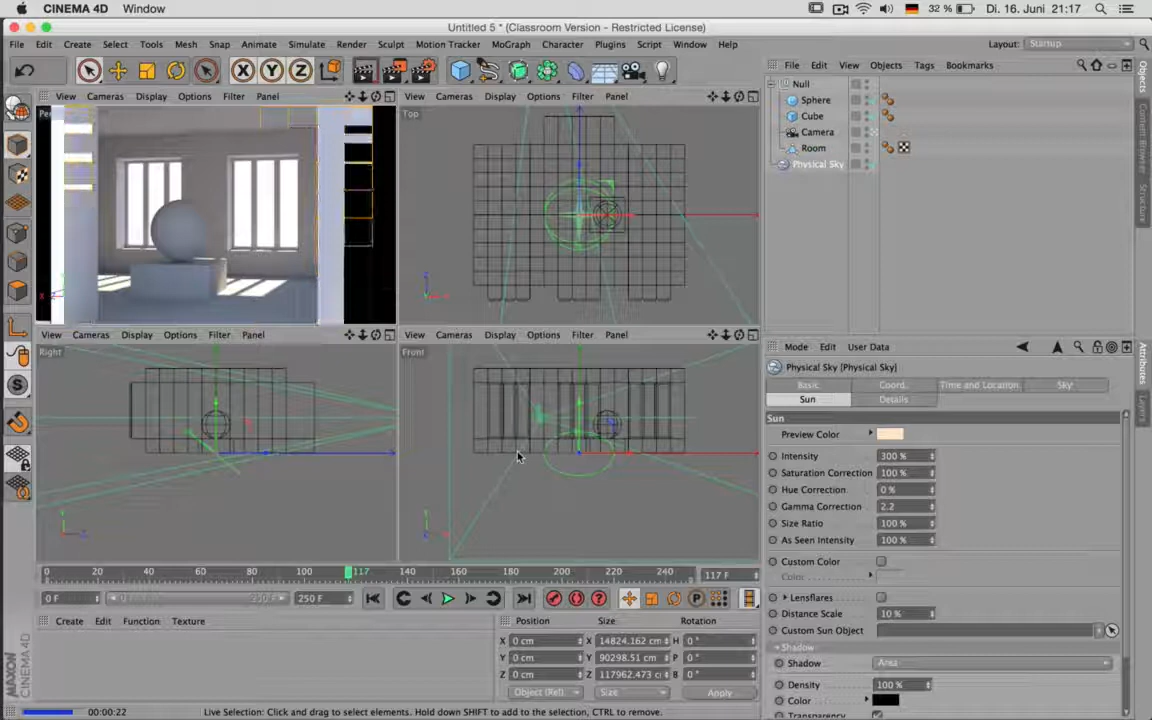 CINEMA 4D Window 32 % Di. 16. Juni 21:17
Untitled 5 * (Classroom Version - Restricted License)
File Edit Create Select Tools Mesh Snap Animate Simulate Render Sculpt Motion Tracker MoGraph Character Plugins Script Window Help Layout: Startup
X Y Z
File Edit View Objects Tags Bookmarks
View Cameras Display Options Filter Panel
View Cameras Display Options Filter Panel
Top
Null
Sphere
Cube
Camera
Room
Physical Sky
Objects
Content Browser
Structure
View Cameras Display Options Filter Panel
View Cameras Display Options Filter Panel
Right
Front
Mode Edit User Data
Physical Sky [Physical Sky]
Basic Coord. Time and Location Sky
Sun Details
Attributes
Layers
Sun
Preview Color
Intensity 300 %
Saturation Correction 100 %
Hue Correction 0 %
Gamma Correction 2.2
Size Ratio 100 %
As Seen Intensity 100 %
Custom Color
Color
Lensflares
Distance Scale 10 %
Custom Sun Object
Shadow
Shadow Area
Density 100 %
Color
Transparency
0 20 40 60 80 100 117 140 160 180 200 220 240 117 F
0 F 250 F 250 F
Create Edit Function Texture
Position Size Rotation
X 0 cm X 14824.162 cm H 0 °
Y 0 cm Y 90298.51 cm P 0 °
Z 0 cm Z 117962.473 B 0 °
Object (Rel) Size Apply
MAXON
CINEMA 4D
00:00:22 Live Selection: Click and drag to select elements. Hold down SHIFT to add to the selection, CTRL to remove.